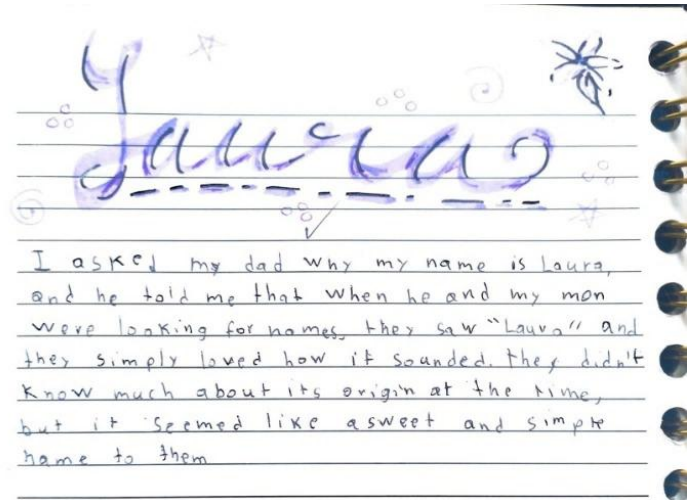 Laura
I asked my dad why my name is Laura,
and he told me that when he and my mon
were looking for names, they saw "Laura" and
they simply loved how it sounded. they didn't
know much about its origin at the time,
but it seemed like asweet and simple
name to them